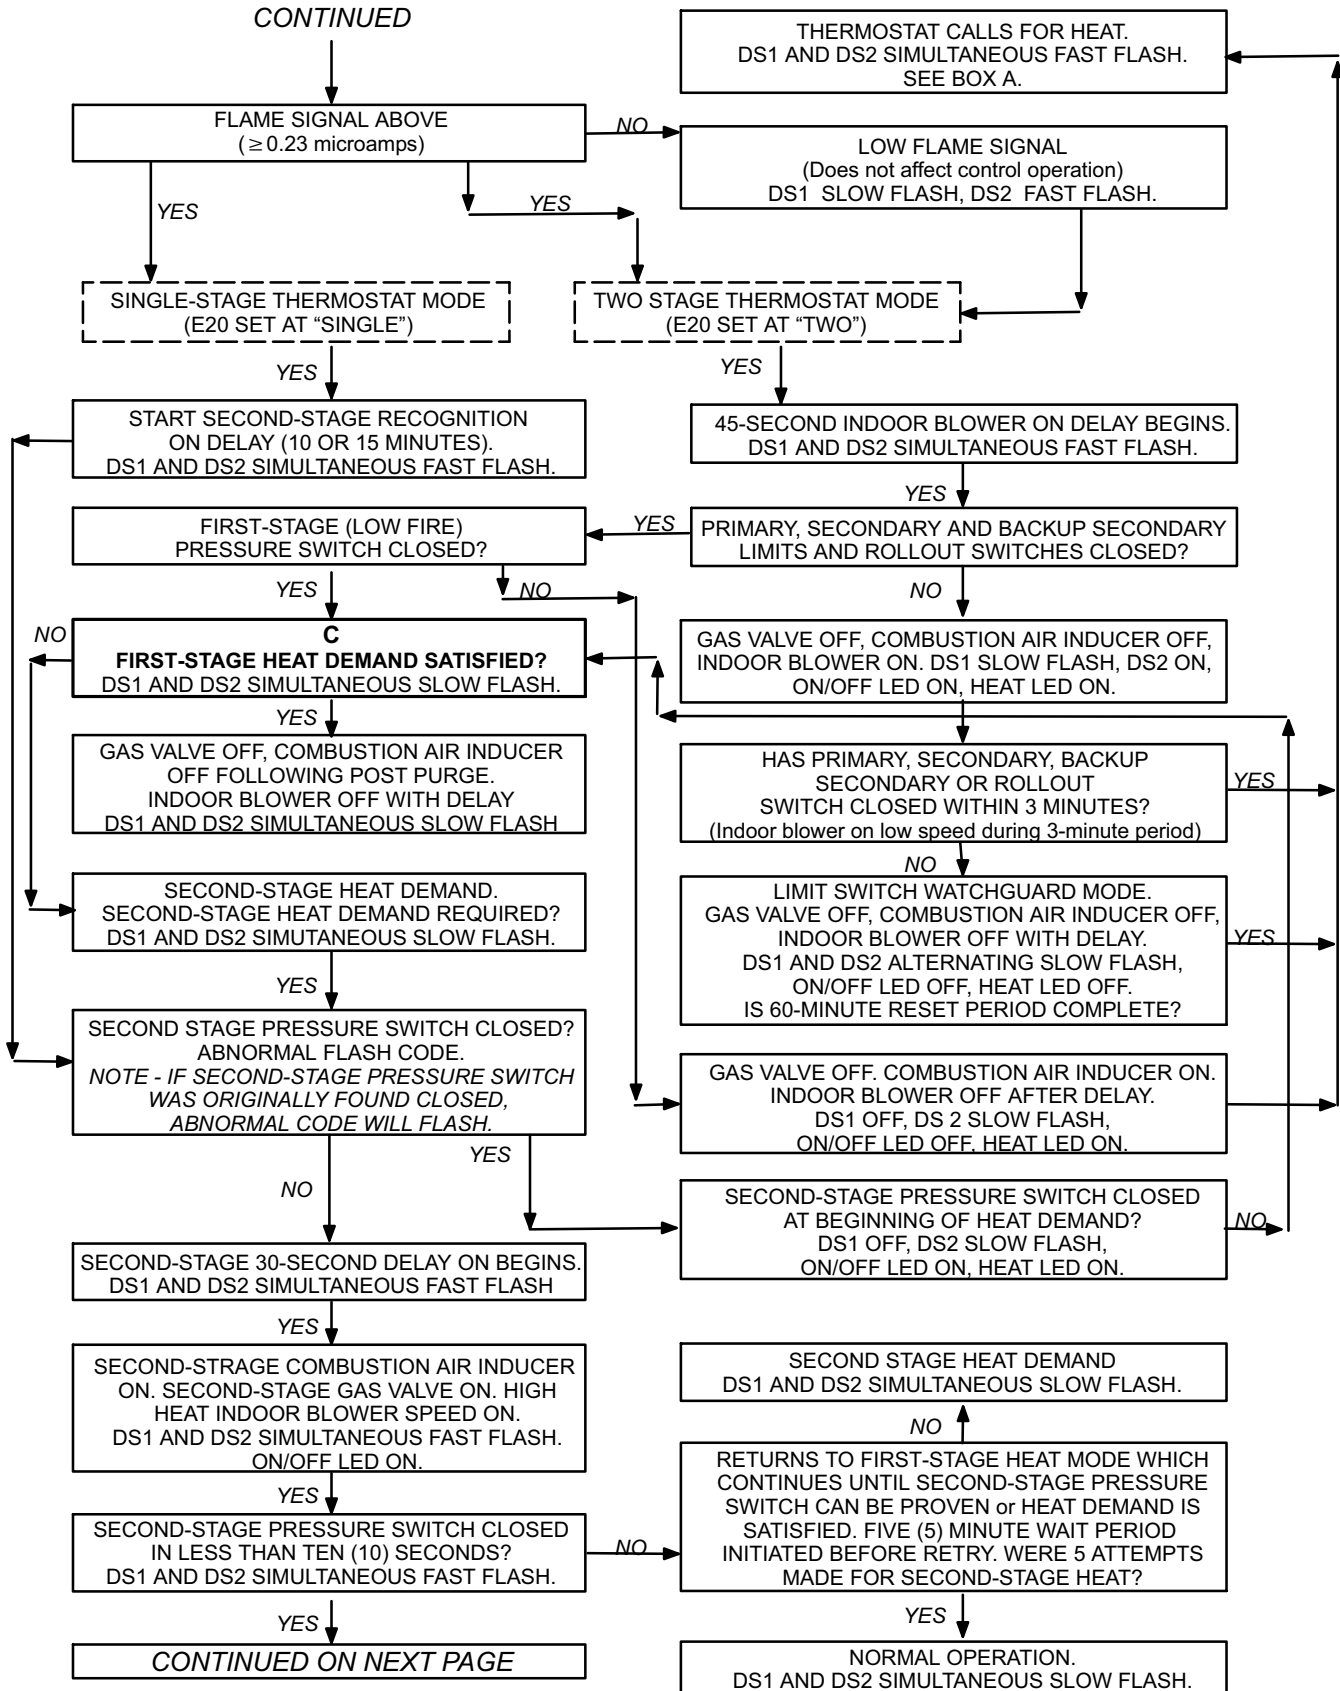 CONTINUED
THERMOSTAT CALLS FOR HEAT.
DS1 AND DS2 SIMULTANEOUS FAST FLASH.
SEE BOX A.
FLAME SIGNAL ABOVE
(≥0.23 microamps)
NO
LOW FLAME SIGNAL
(Does not affect control operation)
DS1 SLOW FLASH, DS2 FAST FLASH.
YES
YES
SINGLE-STAGE THERMOSTAT MODE
(E20 SET AT “SINGLE”)
TWO STAGE THERMOSTAT MODE
(E20 SET AT “TWO”)
YES
YES
START SECOND-STAGE RECOGNITION
ON DELAY (10 OR 15 MINUTES).
DS1 AND DS2 SIMULTANEOUS FAST FLASH.
45-SECOND INDOOR BLOWER ON DELAY BEGINS.
DS1 AND DS2 SIMULTANEOUS FAST FLASH.
YES
FIRST-STAGE (LOW FIRE)
PRESSURE SWITCH CLOSED?
YES
PRIMARY, SECONDARY AND BACKUP SECONDARY
LIMITS AND ROLLOUT SWITCHES CLOSED?
YES
NO
NO
NO
C
FIRST-STAGE HEAT DEMAND SATISFIED?
DS1 AND DS2 SIMULTANEOUS SLOW FLASH.
GAS VALVE OFF, COMBUSTION AIR INDUCER OFF,
INDOOR BLOWER ON. DS1 SLOW FLASH, DS2 ON,
ON/OFF LED ON, HEAT LED ON.
YES
GAS VALVE OFF, COMBUSTION AIR INDUCER
OFF FOLLOWING POST PURGE.
INDOOR BLOWER OFF WITH DELAY
DS1 AND DS2 SIMULTANEOUS SLOW FLASH
HAS PRIMARY, SECONDARY, BACKUP
SECONDARY OR ROLLOUT
SWITCH CLOSED WITHIN 3 MINUTES?
(Indoor blower on low speed during 3-minute period)
YES
NO
SECOND-STAGE HEAT DEMAND.
SECOND-STAGE HEAT DEMAND REQUIRED?
DS1 AND DS2 SIMUTANEOUS SLOW FLASH.
LIMIT SWITCH WATCHGUARD MODE.
GAS VALVE OFF, COMBUSTION AIR INDUCER OFF,
INDOOR BLOWER OFF WITH DELAY.
DS1 AND DS2 ALTERNATING SLOW FLASH,
ON/OFF LED OFF, HEAT LED OFF.
IS 60-MINUTE RESET PERIOD COMPLETE?
YES
YES
SECOND STAGE PRESSURE SWITCH CLOSED?
ABNORMAL FLASH CODE.
NOTE - IF SECOND-STAGE PRESSURE SWITCH
WAS ORIGINALLY FOUND CLOSED,
ABNORMAL CODE WILL FLASH.
GAS VALVE OFF. COMBUSTION AIR INDUCER ON.
INDOOR BLOWER OFF AFTER DELAY.
DS1 OFF, DS 2 SLOW FLASH,
ON/OFF LED OFF, HEAT LED ON.
YES
NO
SECOND-STAGE PRESSURE SWITCH CLOSED
AT BEGINNING OF HEAT DEMAND?
DS1 OFF, DS2 SLOW FLASH,
ON/OFF LED ON, HEAT LED ON.
NO
SECOND-STAGE 30-SECOND DELAY ON BEGINS.
DS1 AND DS2 SIMULTANEOUS FAST FLASH
YES
SECOND-STRAGE COMBUSTION AIR INDUCER
ON. SECOND-STAGE GAS VALVE ON. HIGH
HEAT INDOOR BLOWER SPEED ON.
DS1 AND DS2 SIMULTANEOUS FAST FLASH.
ON/OFF LED ON.
SECOND STAGE HEAT DEMAND
DS1 AND DS2 SIMULTANEOUS SLOW FLASH.
NO
YES
RETURNS TO FIRST-STAGE HEAT MODE WHICH
CONTINUES UNTIL SECOND-STAGE PRESSURE
SWITCH CAN BE PROVEN or HEAT DEMAND IS
SATISFIED. FIVE (5) MINUTE WAIT PERIOD
INITIATED BEFORE RETRY. WERE 5 ATTEMPTS
MADE FOR SECOND-STAGE HEAT?
SECOND-STAGE PRESSURE SWITCH CLOSED
IN LESS THAN TEN (10) SECONDS?
DS1 AND DS2 SIMULTANEOUS FAST FLASH.
NO
YES
YES
CONTINUED ON NEXT PAGE
NORMAL OPERATION.
DS1 AND DS2 SIMULTANEOUS SLOW FLASH.